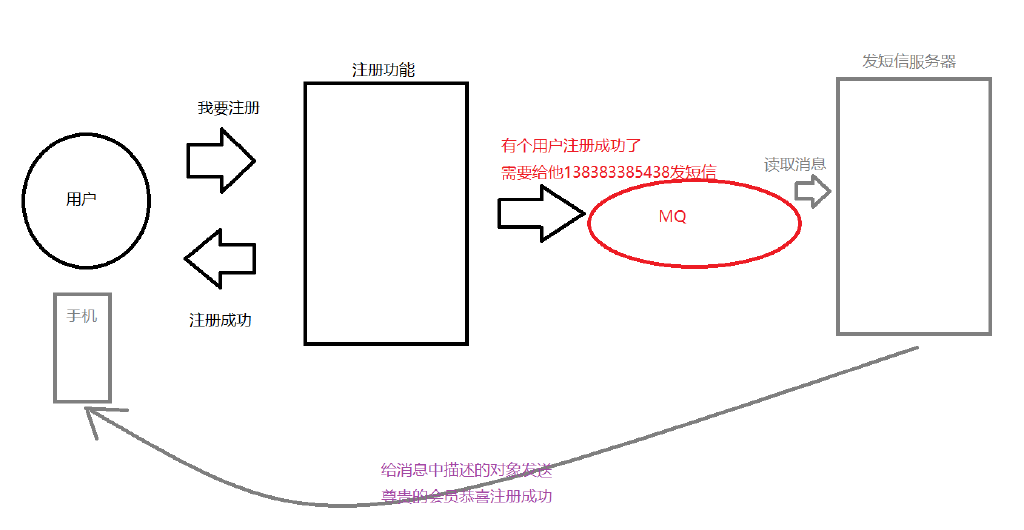 注册功能
发短信服务器
我要注册
有个用户注册成功了
需要给他138383385438发短信
读取消息
用户
MQ
手机
注册成功
给消息中描述的对象发送
尊贵的会员恭喜注册成功